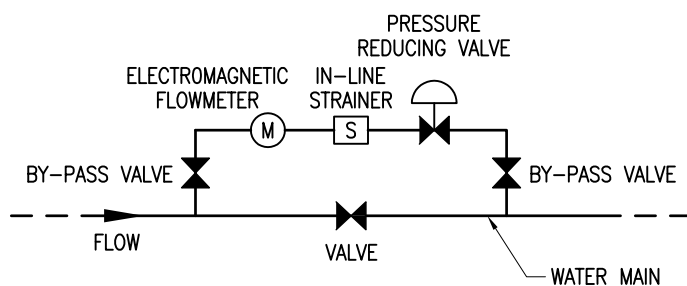 PRESSURE
REDUCING VALVE
ELECTROMAGNETIC
FLOWMETER
IN-LINE
STRAINER
M
S
BY-PASS VALVE
BY-PASS VALVE
FLOW
VALVE
WATER MAIN